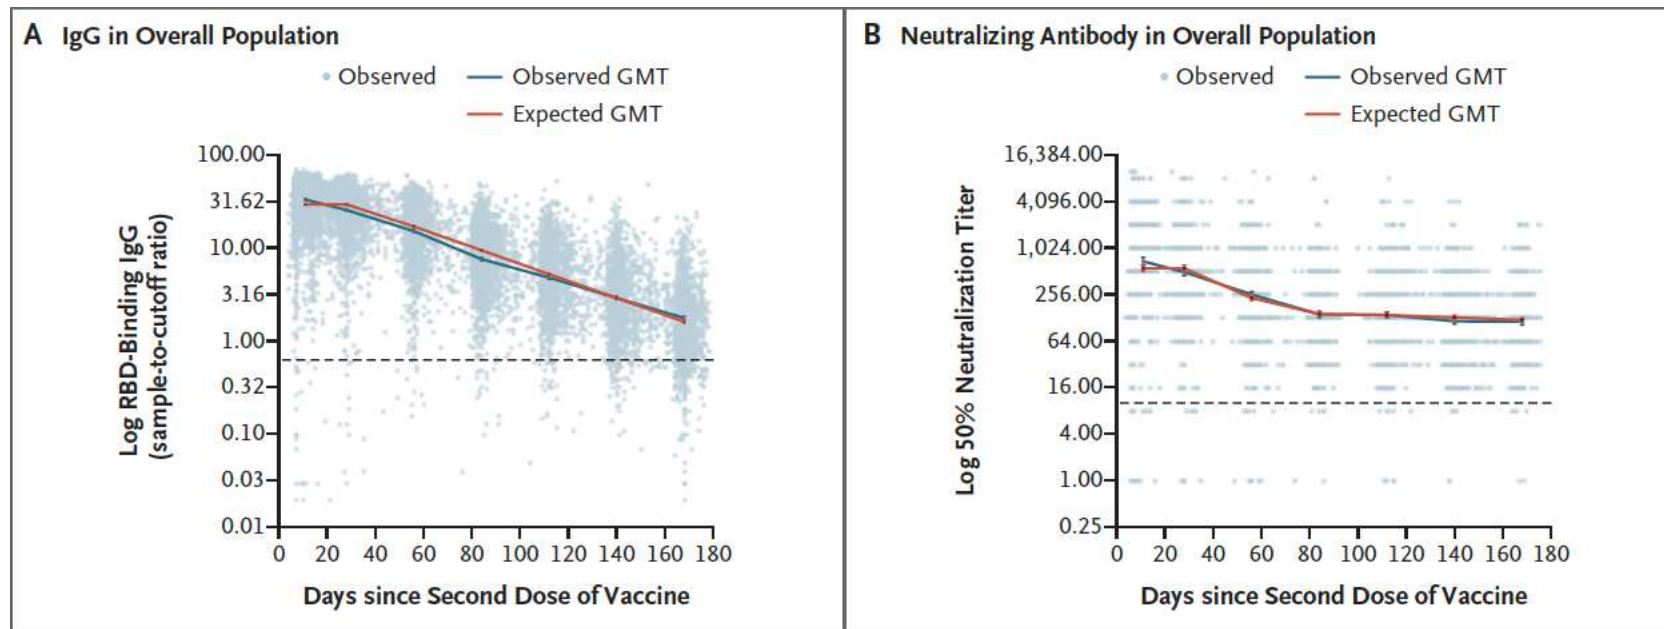 A IgG in Overall Population
Observed
Observed GMT
Expected GMT
Log RBD-Binding IgG
(sample-to-cutoff ratio)
100.00
31.62
10.00
3.16
1.00
0.32
0.10
0.03
0.01
0 20 40 60 80 100 120 140 160 180
Days since Second Dose of Vaccine
B Neutralizing Antibody in Overall Population
Observed
Observed GMT
Expected GMT
Log 50% Neutralization Titer
16,384.00
4,096.00
1,024.00
256.00
64.00
16.00
4.00
1.00
0.25
0 20 40 60 80 100 120 140 160 180
Days since Second Dose of Vaccine